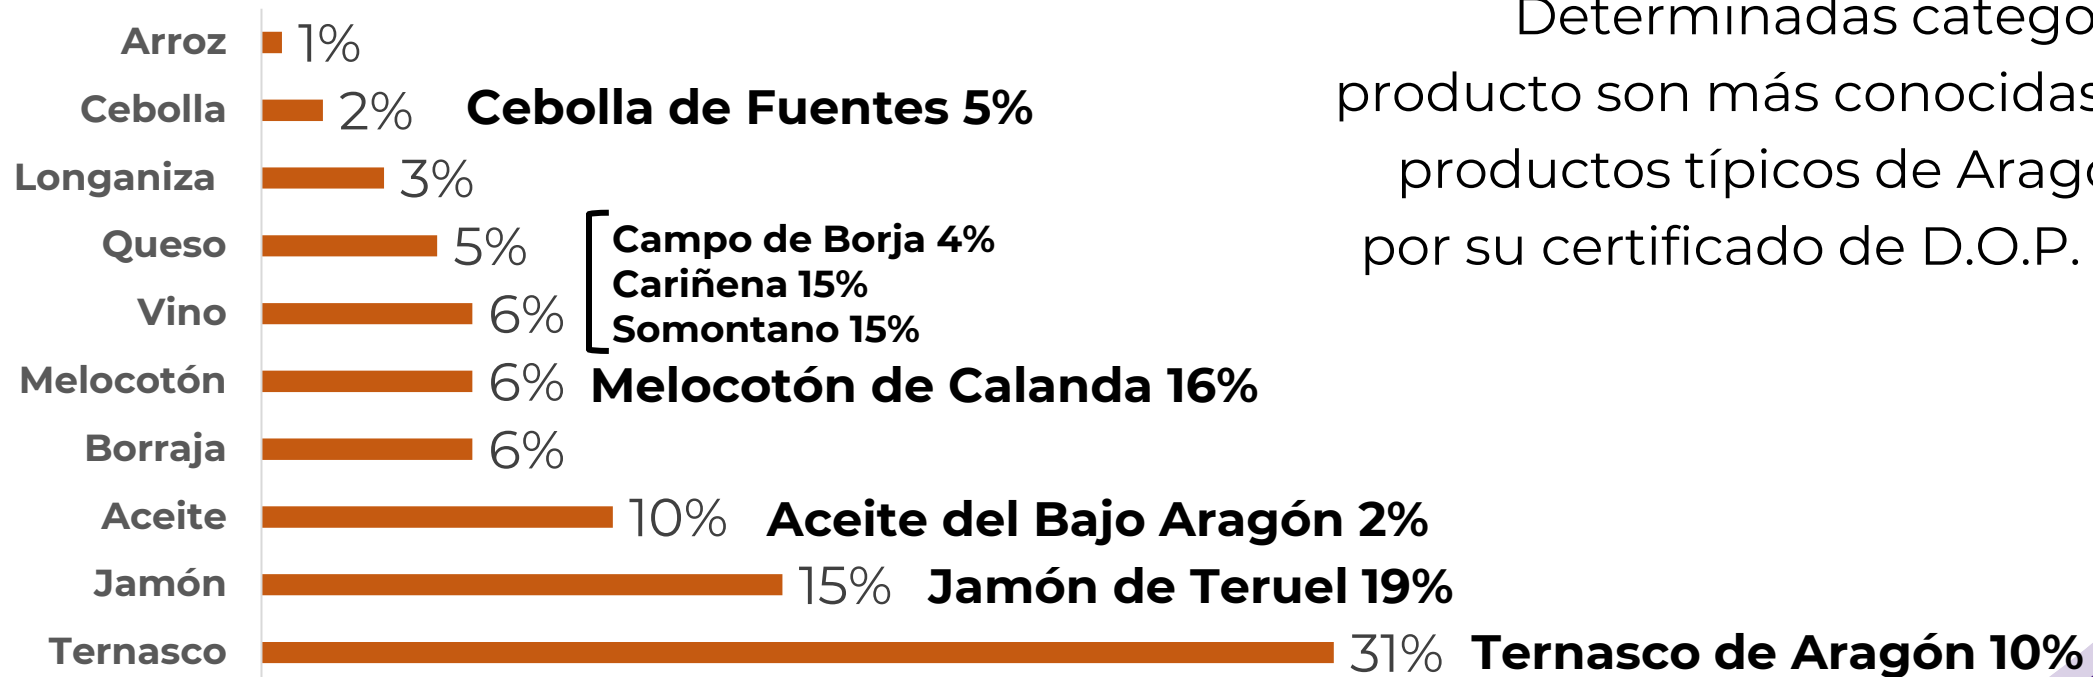 Arroz 1%
Cebolla 2% Cebolla de Fuentes 5%
Longaniza 3%
Queso 5%
Vino 6%
Campo de Borja 4%
Cariñena 15%
Somontano 15%
Melocotón 6% Melocotón de Calanda 16%
Borraja 6%
Aceite 10% Aceite del Bajo Aragón 2%
Jamón 15% Jamón de Teruel 19%
Ternasco 31% Ternasco de Aragón 10%
Determinadas
producto son más conocidas
productos típicos de
por su certificado de D.O.P.